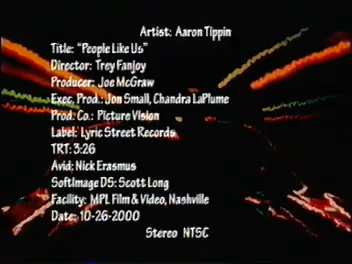 Artist: Aaron Tippin
Title: "People Like Us"
Director: Trey Fanjoy
Producer: Joe McGraw
Exec. Prod.: Jon Small, Chandra LaPlume
Prod. Co.: Picture Vision
Label: Lyric Street Records
TRT: 3:26
Avid; Nick Erasmus
SoftImage DS: Scott Long
Facility: MPL Film & Video, Nashville
Date: 10-26-2000
Stereo NTSC